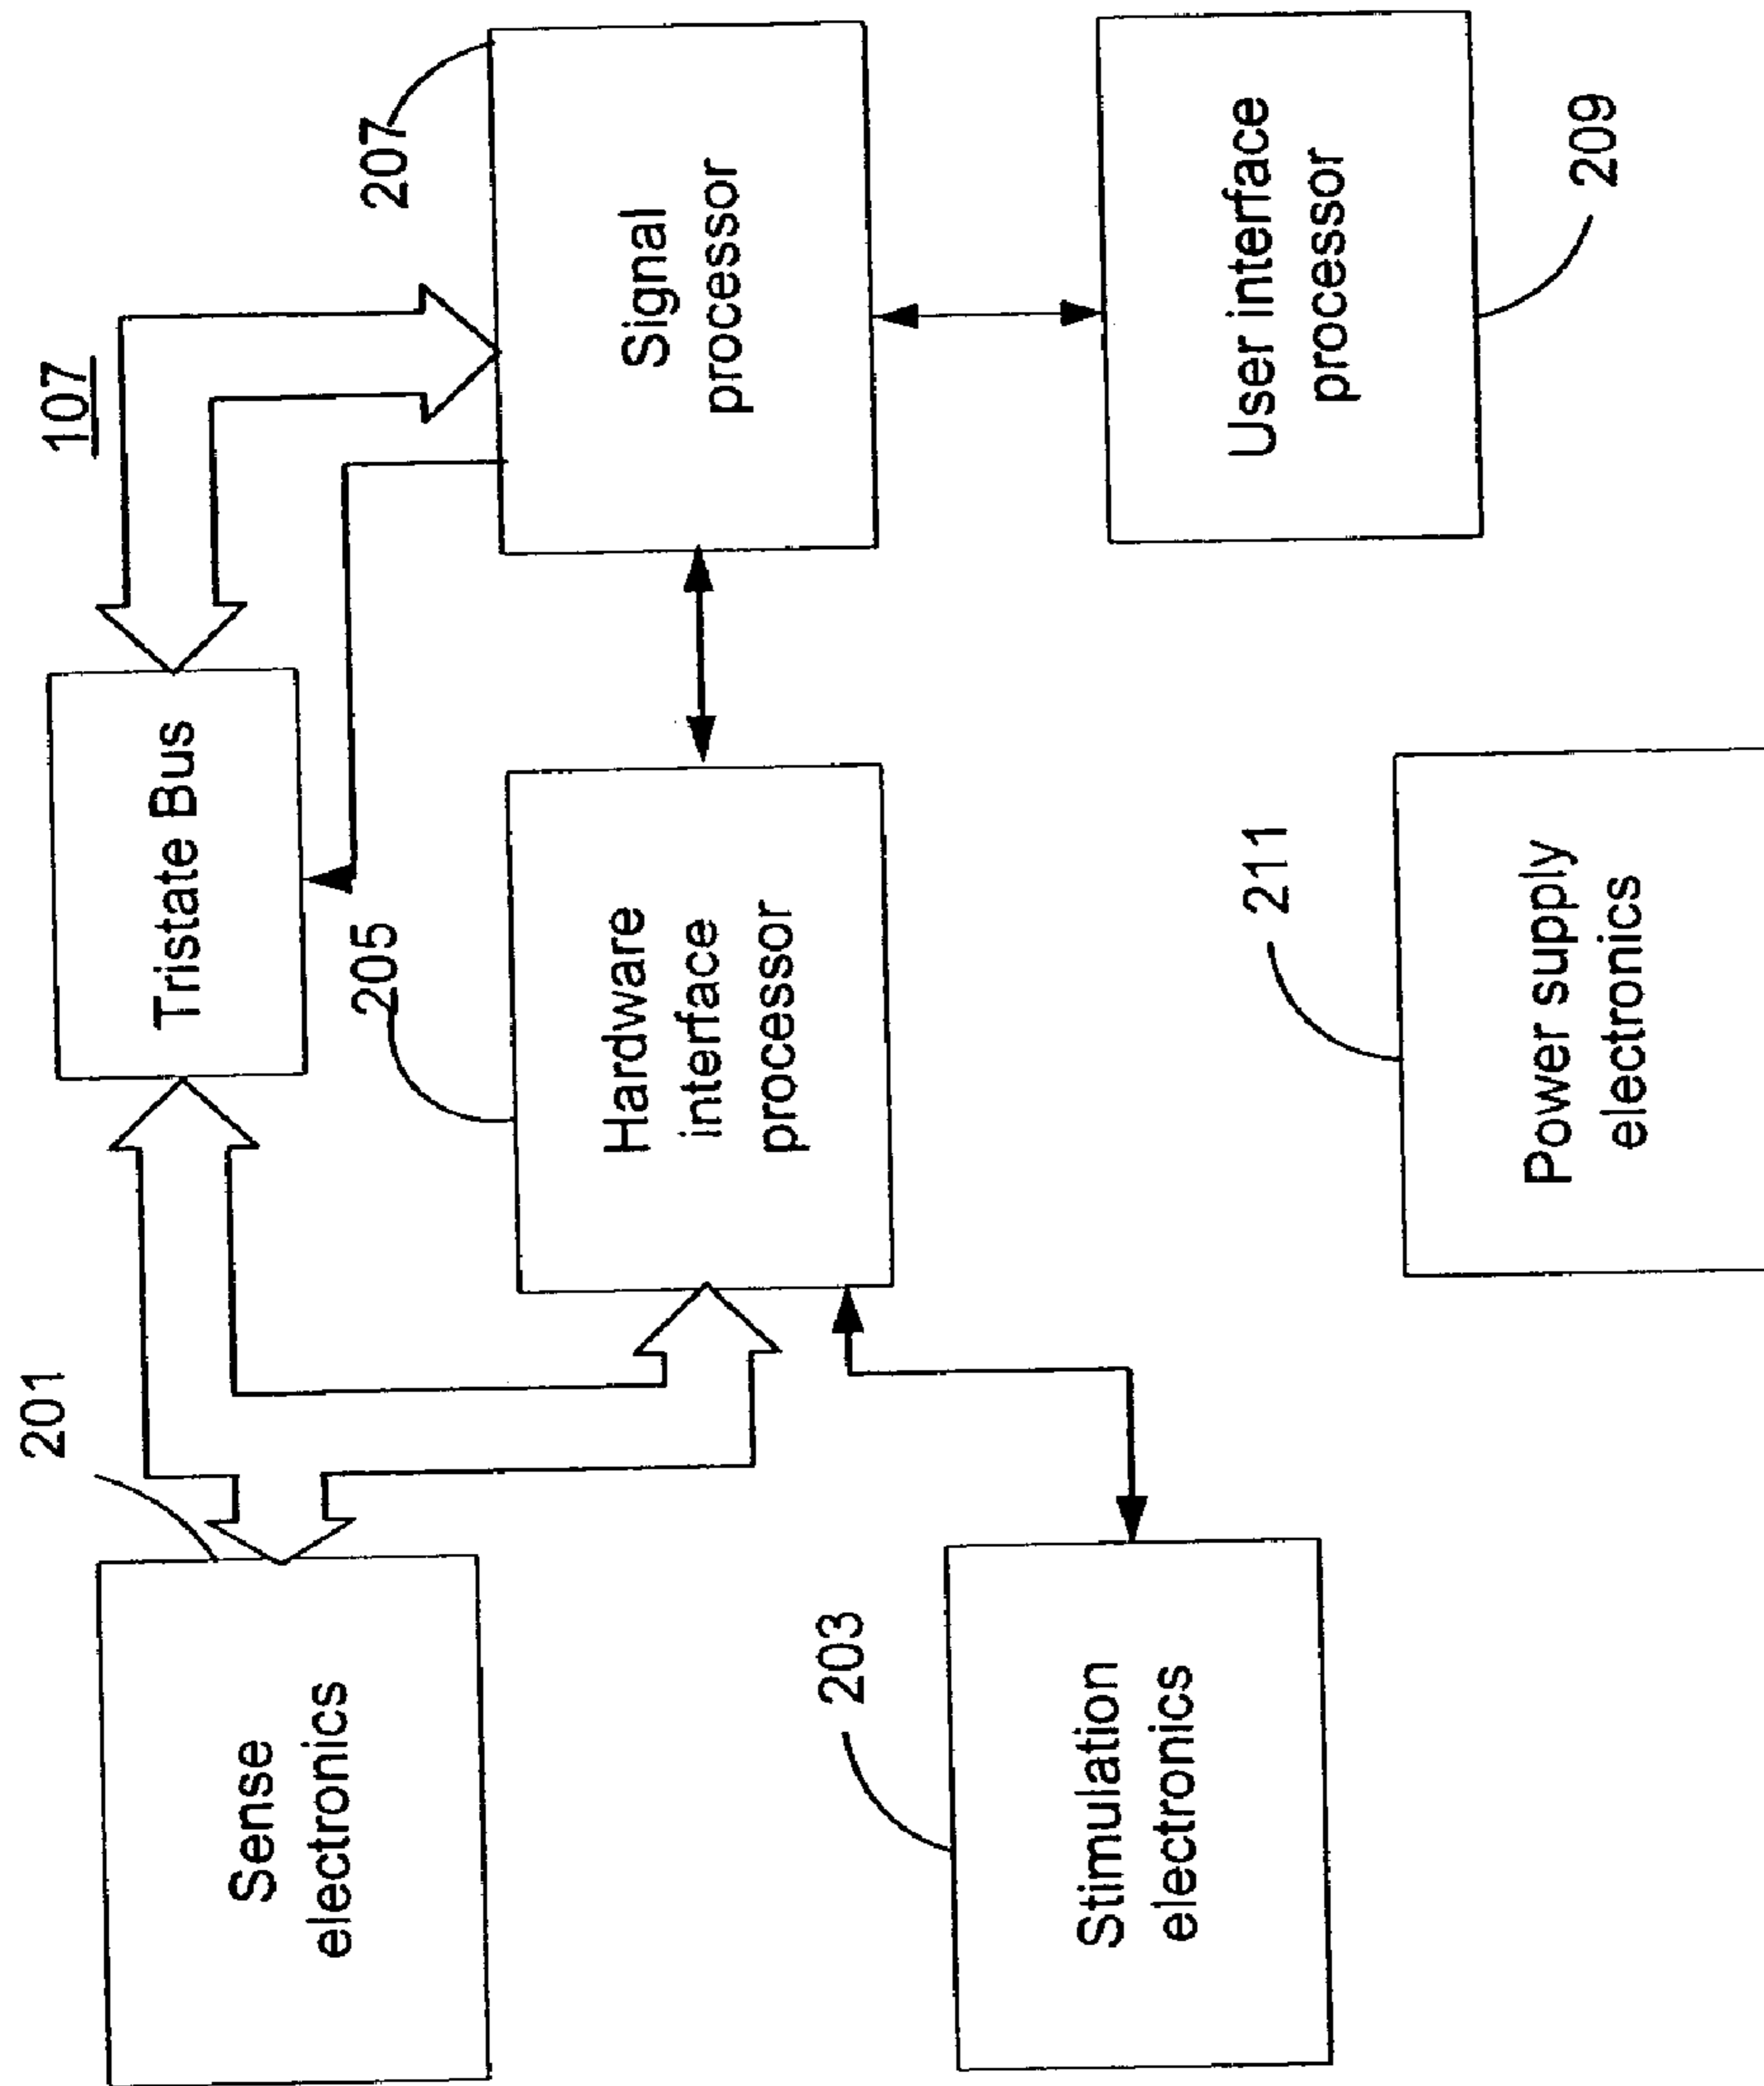 107
201
Sense
electronics
Tristate Bus
207
Signal
processor
205
Hardware
interface
processor
203
Stimulation
electronics
User interface
processor
209
211
Power supply
electronics